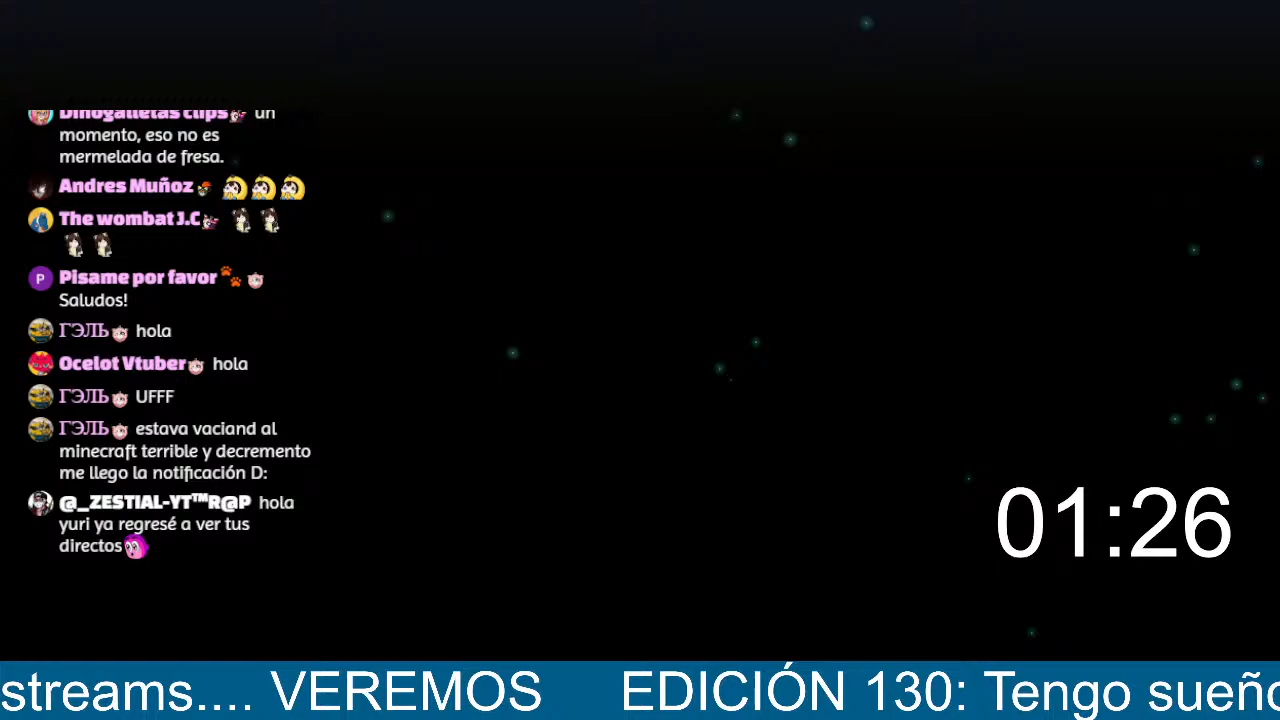 Dinogalletas clips un
momento, eso no es
mermelada de fresa.
Andres Muñoz
The wombat J.C
P Pisame por favor
Saludos!
ГЭЛЬ hola
Ocelot Vtuber hola
ГЭЛЬ UFFF
ГЭЛЬ estava vaciand al
minecraft terrible y decremento
me llego la notificación D:
@_ZESTIAL-YT™R@P hola
yuri ya regresé a ver tus
directos
01:26
streams.... VEREMOS EDICIÓN 130: Tengo sueño